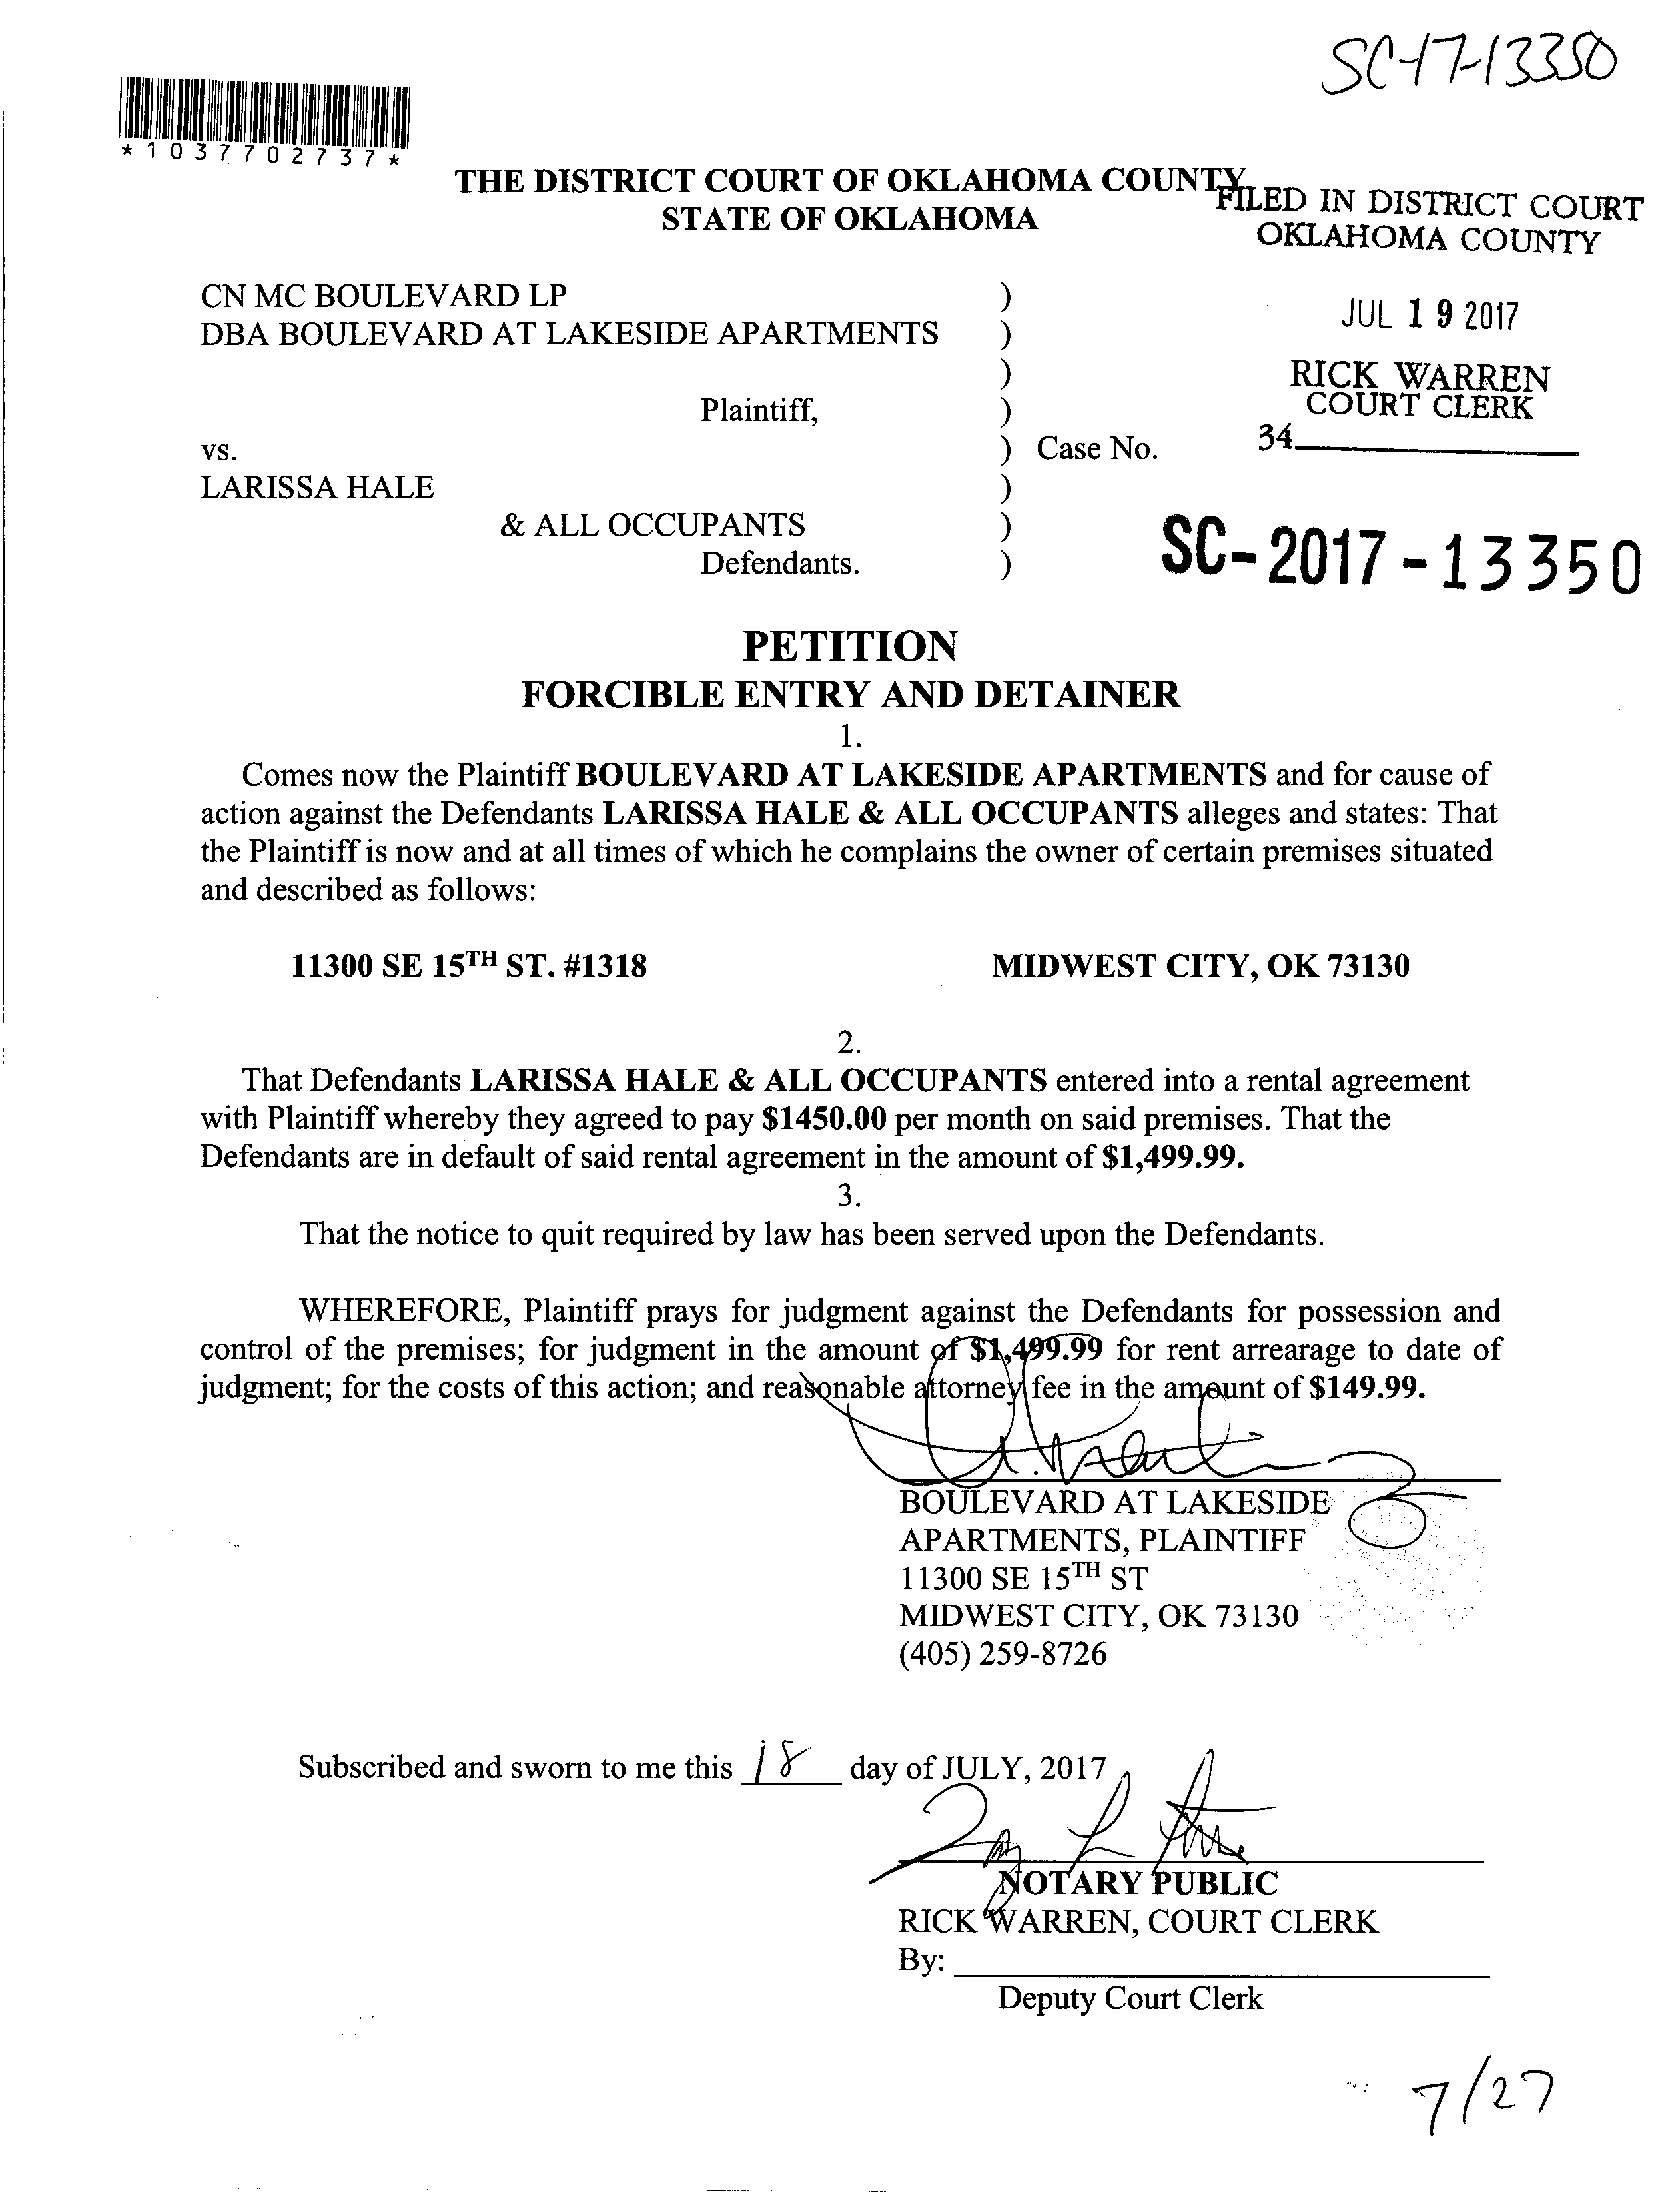 SC-17-13350
*1037702737*
THE DISTRICT COURT OF OKLAHOMA COUNTY
STATE OF OKLAHOMA
FILED IN DISTRICT COURT
OKLAHOMA COUNTY
JUL 19 2017
RICK WARREN
COURT CLERK
34
CN MC BOULEVARD LP )
DBA BOULEVARD AT LAKESIDE APARTMENTS )
)
Plaintiff, )
vs. ) Case No.
LARISSA HALE )
& ALL OCCUPANTS )
Defendants. )
SC-2017-13350
PETITION
FORCIBLE ENTRY AND DETAINER
1.
Comes now the Plaintiff BOULEVARD AT LAKESIDE APARTMENTS and for cause of
action against the Defendants LARISSA HALE & ALL OCCUPANTS alleges and states: That
the Plaintiff is now and at all times of which he complains the owner of certain premises situated
and described as follows:
11300 SE 15TH ST. #1318 MIDWEST CITY, OK 73130
2.
That Defendants LARISSA HALE & ALL OCCUPANTS entered into a rental agreement
with Plaintiff whereby they agreed to pay $1450.00 per month on said premises. That the
Defendants are in default of said rental agreement in the amount of $1,499.99.
3.
That the notice to quit required by law has been served upon the Defendants.
WHEREFORE, Plaintiff prays for judgment against the Defendants for possession and
control of the premises; for judgment in the amount of $1,499.99 for rent arrearage to date of
judgment; for the costs of this action; and reasonable attorney fee in the amount of $149.99.
BOULEVARD AT LAKESIDE
APARTMENTS, PLAINTIFF
11300 SE 15TH ST
MIDWEST CITY, OK 73130
(405) 259-8726
Subscribed and sworn to me this 18 day of JULY, 2017
NOTARY PUBLIC
RICK WARREN, COURT CLERK
By:
Deputy Court Clerk
7/27